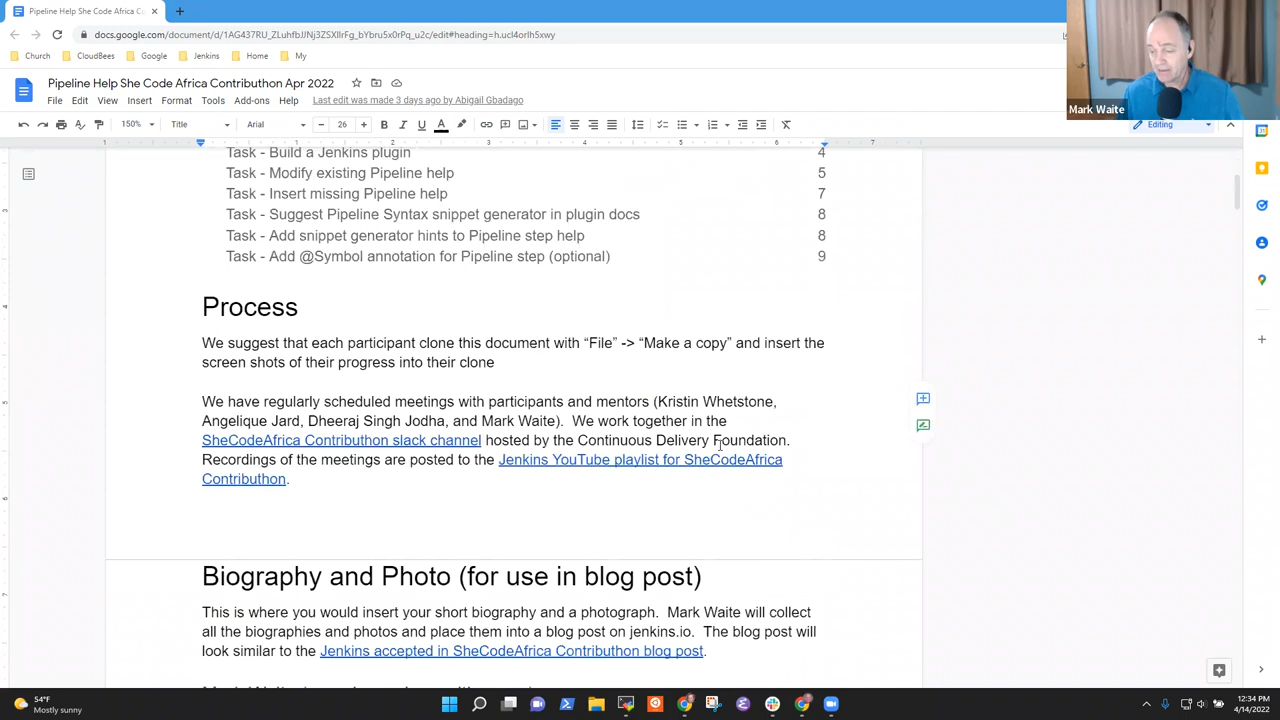 Pipeline Help She Code Africa Co
docs.google.com/document/d/1AG437RU_ZLuhfbJJNj3ZSXIIrFg_bYbru5x0rPq_u2c/edit#heading=h.ucl4orlh5xwy
Church CloudBees Google Jenkins Home My
Pipeline Help She Code Africa Contributhon Apr 2022
File Edit View Insert Format Tools Add-ons Help Last edit was made 3 days ago by Abigail Gbadago
Mark Waite
150% Title Arial 26 Editing
1 1 2 3 4 5 6 7
Task - Build a Jenkins plugin 4
Task - Modify existing Pipeline help 5
Task - Insert missing Pipeline help 7
Task - Suggest Pipeline Syntax snippet generator in plugin docs 8
Task - Add snippet generator hints to Pipeline step help 8
Task - Add @Symbol annotation for Pipeline step (optional) 9
Process
We suggest that each participant clone this document with “File” -> “Make a copy” and insert the
screen shots of their progress into their clone
We have regularly scheduled meetings with participants and mentors (Kristin Whetstone,
Angelique Jard, Dheeraj Singh Jodha, and Mark Waite). We work together in the
SheCodeAfrica Contributhon slack channel hosted by the Continuous Delivery Foundation.
Recordings of the meetings are posted to the Jenkins YouTube playlist for SheCodeAfrica
Contributhon.
Biography and Photo (for use in blog post)
This is where you would insert your short biography and a photograph. Mark Waite will collect
all the biographies and photos and place them into a blog post on jenkins.io. The blog post will
look similar to the Jenkins accepted in SheCodeAfrica Contributhon blog post.
54°F
Mostly sunny
12:34 PM
4/14/2022